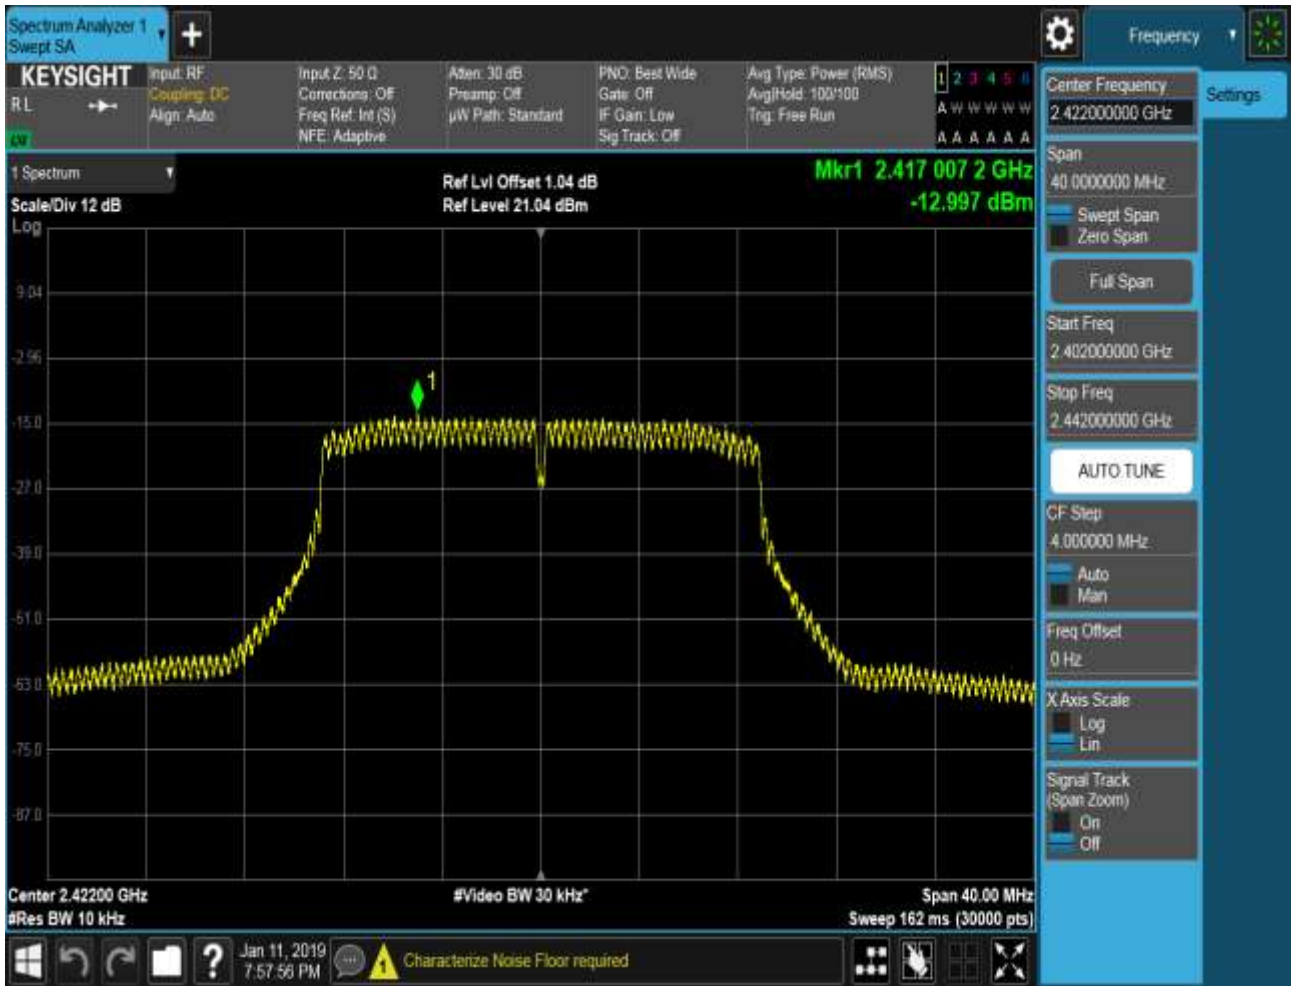 Spectrum Analyzer 1
Swept SA
+
Frequency
KEYSIGHT
R L
Input: RF
Coupling: DC
Align: Auto
Input Z: 50 Ω
Corrections: Off
Freq Ref: Int (S)
NFE: Adaptive
Atten: 30 dB
Preamp: Off
µW Path: Standard
PNO: Best Wide
Gate: Off
IF Gain: Low
Sig Track: Off
Avg Type: Power (RMS)
Avg|Hold: 100/100
Trig: Free Run
1 2 3 4 5 6
A W W W W W
A A A A A A
Center Frequency
2.422000000 GHz
Settings
Span
40.0000000 MHz
Swept Span
Zero Span
Full Span
Start Freq
2.402000000 GHz
Stop Freq
2.442000000 GHz
AUTO TUNE
CF Step
4.000000 MHz
Auto
Man
Freq Offset
0 Hz
X Axis Scale
Log
Lin
Signal Track
(Span Zoom)
On
Off
1 Spectrum
Scale/Div 12 dB
Log
Ref Lvl Offset 1.04 dB
Ref Level 21.04 dBm
Mkr1 2.417 007 2 GHz
-12.997 dBm
9.04
-2.96
1
-15.0
-27.0
-39.0
-51.0
-63.0
-75.0
-87.0
Center 2.42200 GHz
#Video BW 30 kHz*
Span 40.00 MHz
#Res BW 10 kHz
Sweep 162 ms (30000 pts)
?
Jan 11, 2019
7:57:56 PM
1
Characterize Noise Floor required